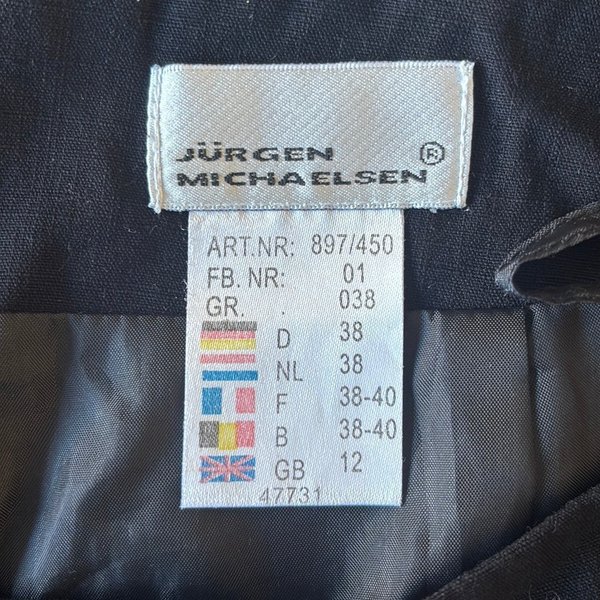 JÜRGEN ®
MICHAELSEN
ART.NR: 897/450
FB. NR: 01
GR. . 038
D 38
NL 38
F 38-40
B 38-40
GB 12
47731